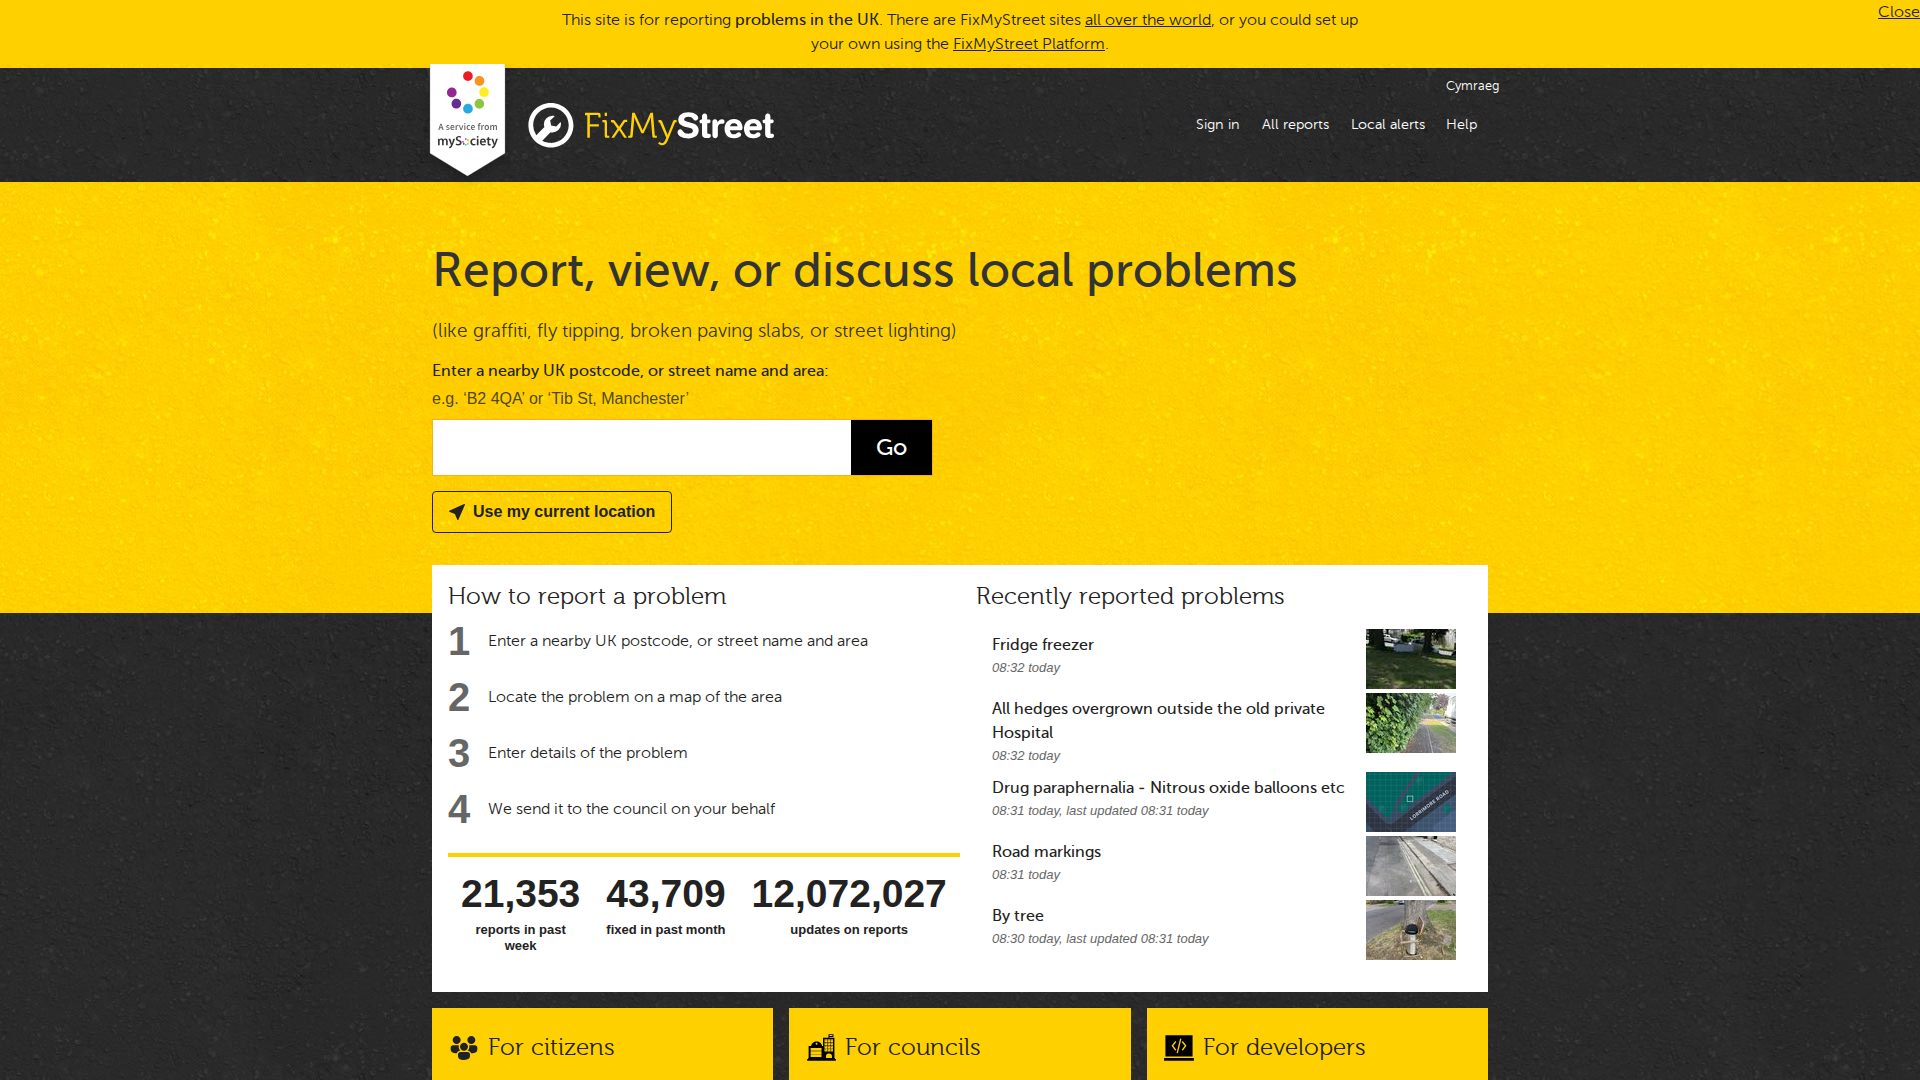 This site is for reporting problems in the UK. There are FixMyStreet sites all over the world, or you could set up
your own using the FixMyStreet Platform.
Close
A service from
mySociety
FixMyStreet
Cymraeg
Sign in
All reports
Local alerts
Help
Report, view, or discuss local problems
(like graffiti, fly tipping, broken paving slabs, or street lighting)
Enter a nearby UK postcode, or street name and area:
e.g. ‘B2 4QA’ or ‘Tib St, Manchester’
Go
Use my current location
How to report a problem
1 Enter a nearby UK postcode, or street name and area
2 Locate the problem on a map of the area
3 Enter details of the problem
4 We send it to the council on your behalf
21,353
reports in past
week
43,709
fixed in past month
12,072,027
updates on reports
Recently reported problems
Fridge freezer
08:32 today
All hedges overgrown outside the old private
Hospital
08:32 today
Drug paraphernalia - Nitrous oxide balloons etc
08:31 today, last updated 08:31 today
LORRIMORE ROAD
Road markings
08:31 today
By tree
08:30 today, last updated 08:31 today
For citizens
For councils
For developers